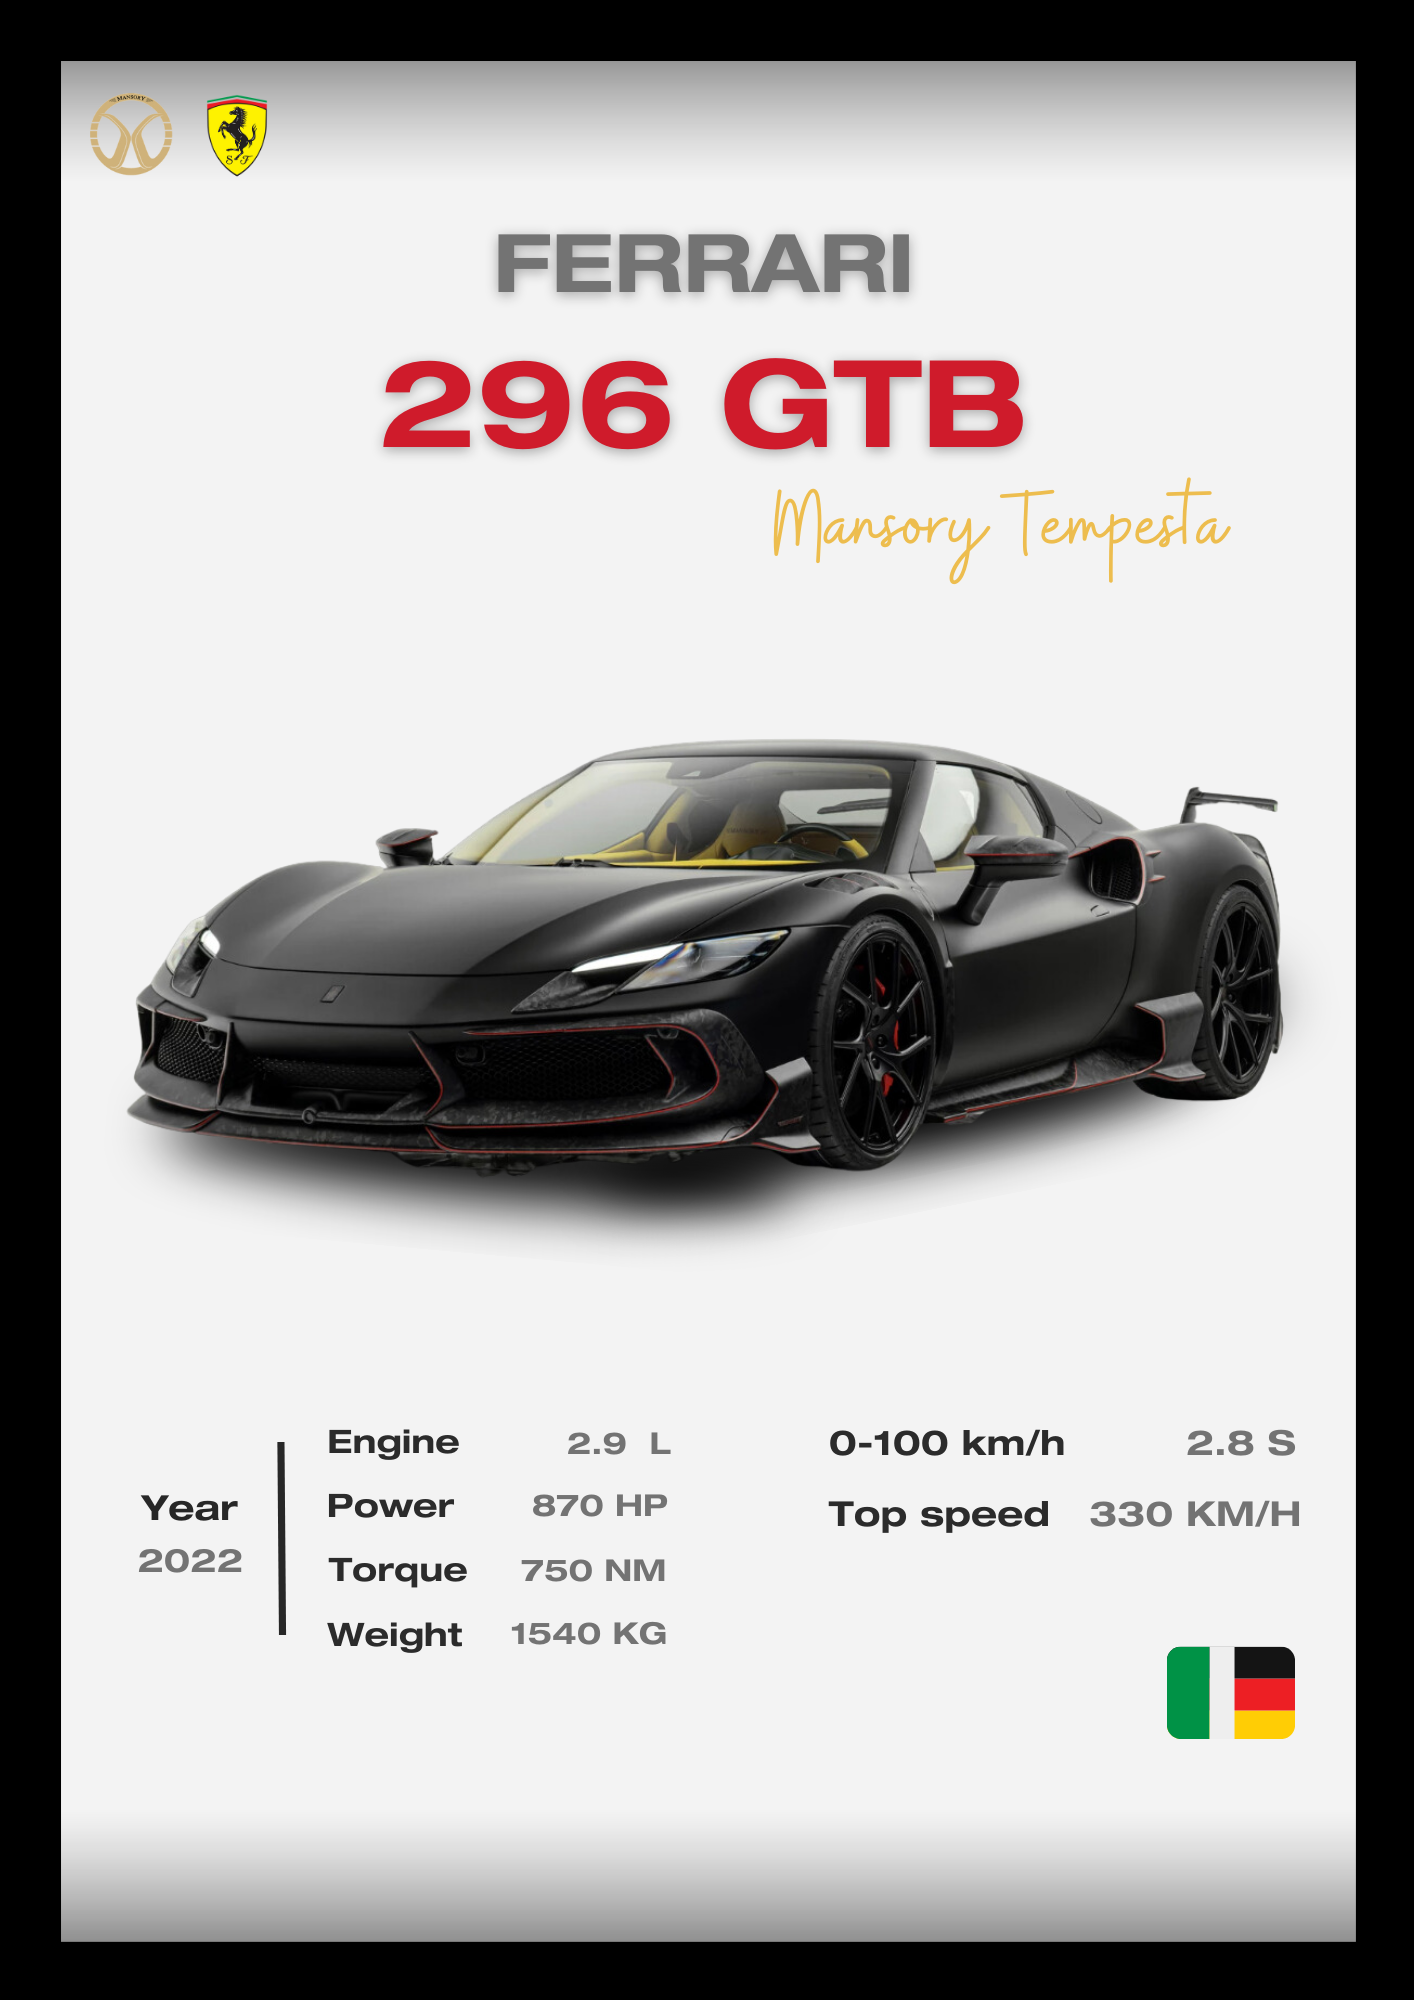 MANSORY
S F
FERRARI
296 GTB
Mansory Tempesta
Year
2022
Engine 2.9 L
Power 870 HP
Torque 750 NM
Weight 1540 KG
0-100 km/h 2.8 S
Top speed 330 KM/H